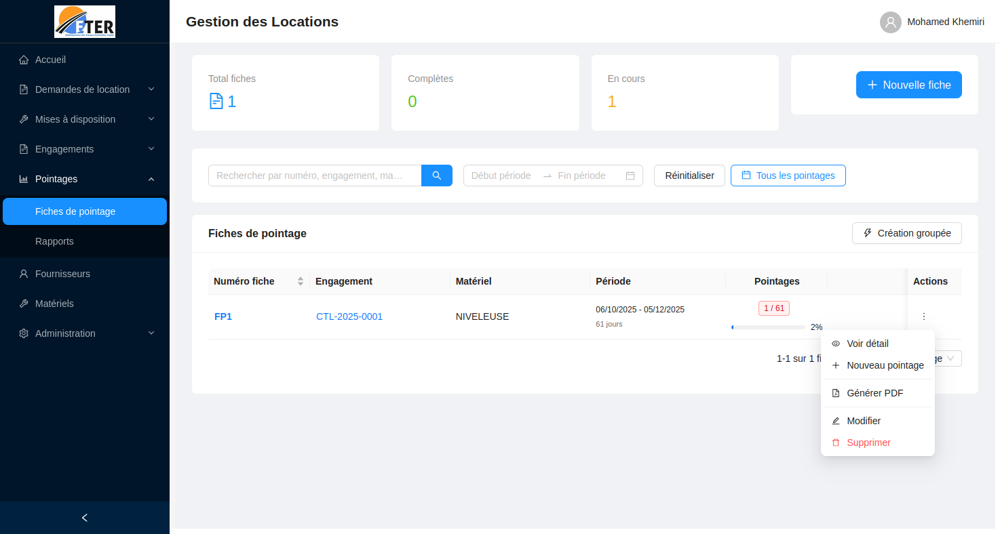 ETER
Gestion des Locations
Mohamed Khemiri
Accueil
Demandes de location
Mises à disposition
Engagements
Pointages
Fiches de pointage
Rapports
Fournisseurs
Matériels
Administration
Total fiches
1
Complètes
0
En cours
1
Nouvelle fiche
Rechercher par numéro, engagement, ma…
Début période
Fin période
Réinitialiser
Tous les pointages
Fiches de pointage
Création groupée
Numéro fiche Engagement Matériel Période Pointages Actions
FP1 CTL-2025-0001 NIVELEUSE 06/10/2025 - 05/12/2025 1 / 61
61 jours 2%
1-1 sur 1 fi
ge
Voir détail
Nouveau pointage
Générer PDF
Modifier
Supprimer